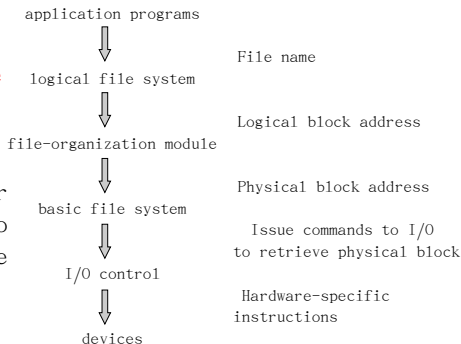 application programs
File name
logical file system
Logical block address
file-organization module
Physical block address
basic file system
Issue commands to I/O
to retrieve physical block
I/O control
Hardware-specific
instructions
devices